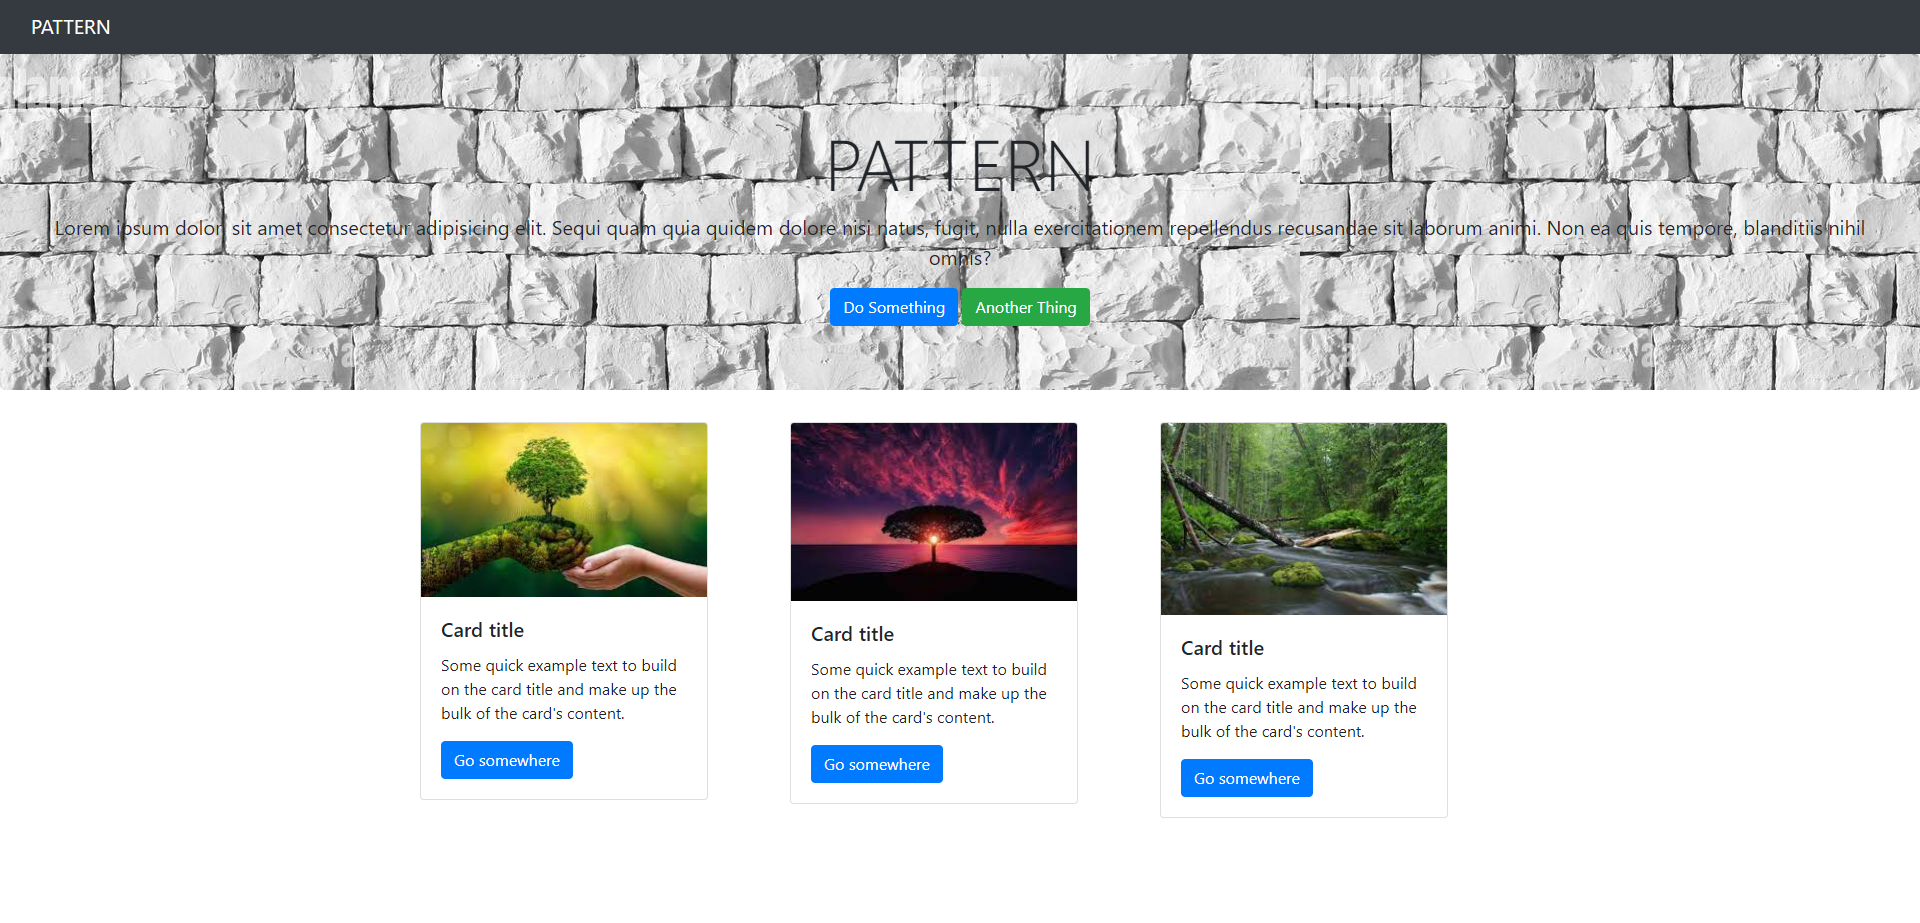 PATTERN
PATTERN
Lorem ipsum dolor sit amet consectetur adipisicing elit. Sequi quam quia quidem dolore nisi natus, fugit, nulla exercitationem repellendus recusandae sit laborum animi. Non ea quis tempore, blanditiis nihil
omnis?
Do Something Another Thing
Card title
Some quick example text to build
on the card title and make up the
bulk of the card's content.
Go somewhere
Card title
Some quick example text to build
on the card title and make up the
bulk of the card's content.
Go somewhere
Card title
Some quick example text to build
on the card title and make up the
bulk of the card's content.
Go somewhere